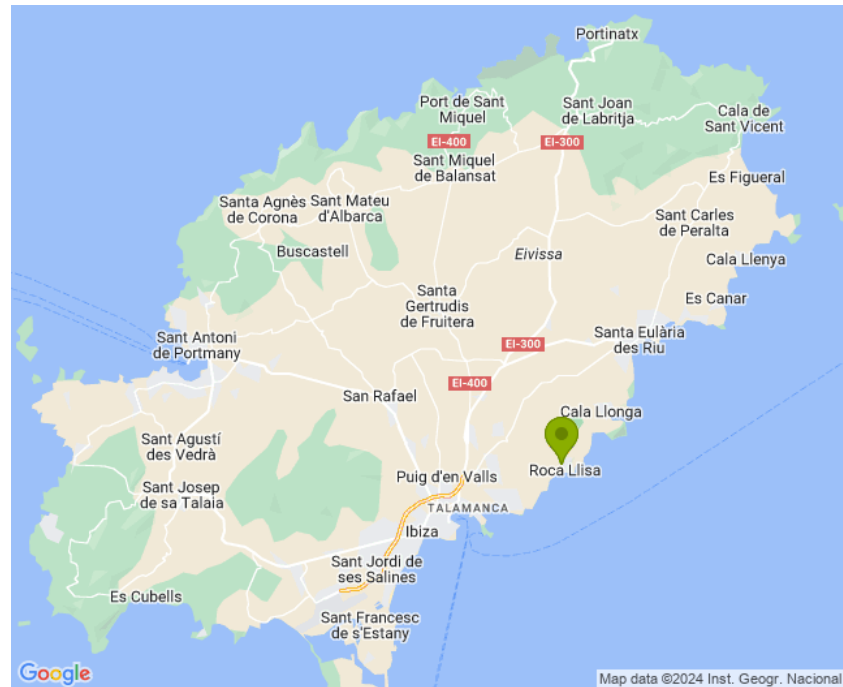 Portinatx
Port de Sant
Miquel
Sant Joan
de Labritja
Cala de
Sant Vicent
EI-400
EI-300
Sant Miquel
de Balansat
Es Figueral
Santa Agnès
de Corona
Sant Mateu
d'Albarca
Sant Carles
de Peralta
Buscastell
Eivissa
Cala Llenya
Santa
Gertrudis
de Fruitera
Es Canar
Sant Antoni
de Portmany
Santa Eulària
des Riu
EI-300
EI-400
San Rafael
Cala Llonga
Sant Agustí
des Vedrà
Roca Llisa
Puig d'en Valls
Sant Josep
de sa Talaia
TALAMANCA
Ibiza
Sant Jordi de
ses Salines
Es Cubells
Sant Francesc
de s'Estany
Google
Map data ©2024 Inst. Geogr. Nacional